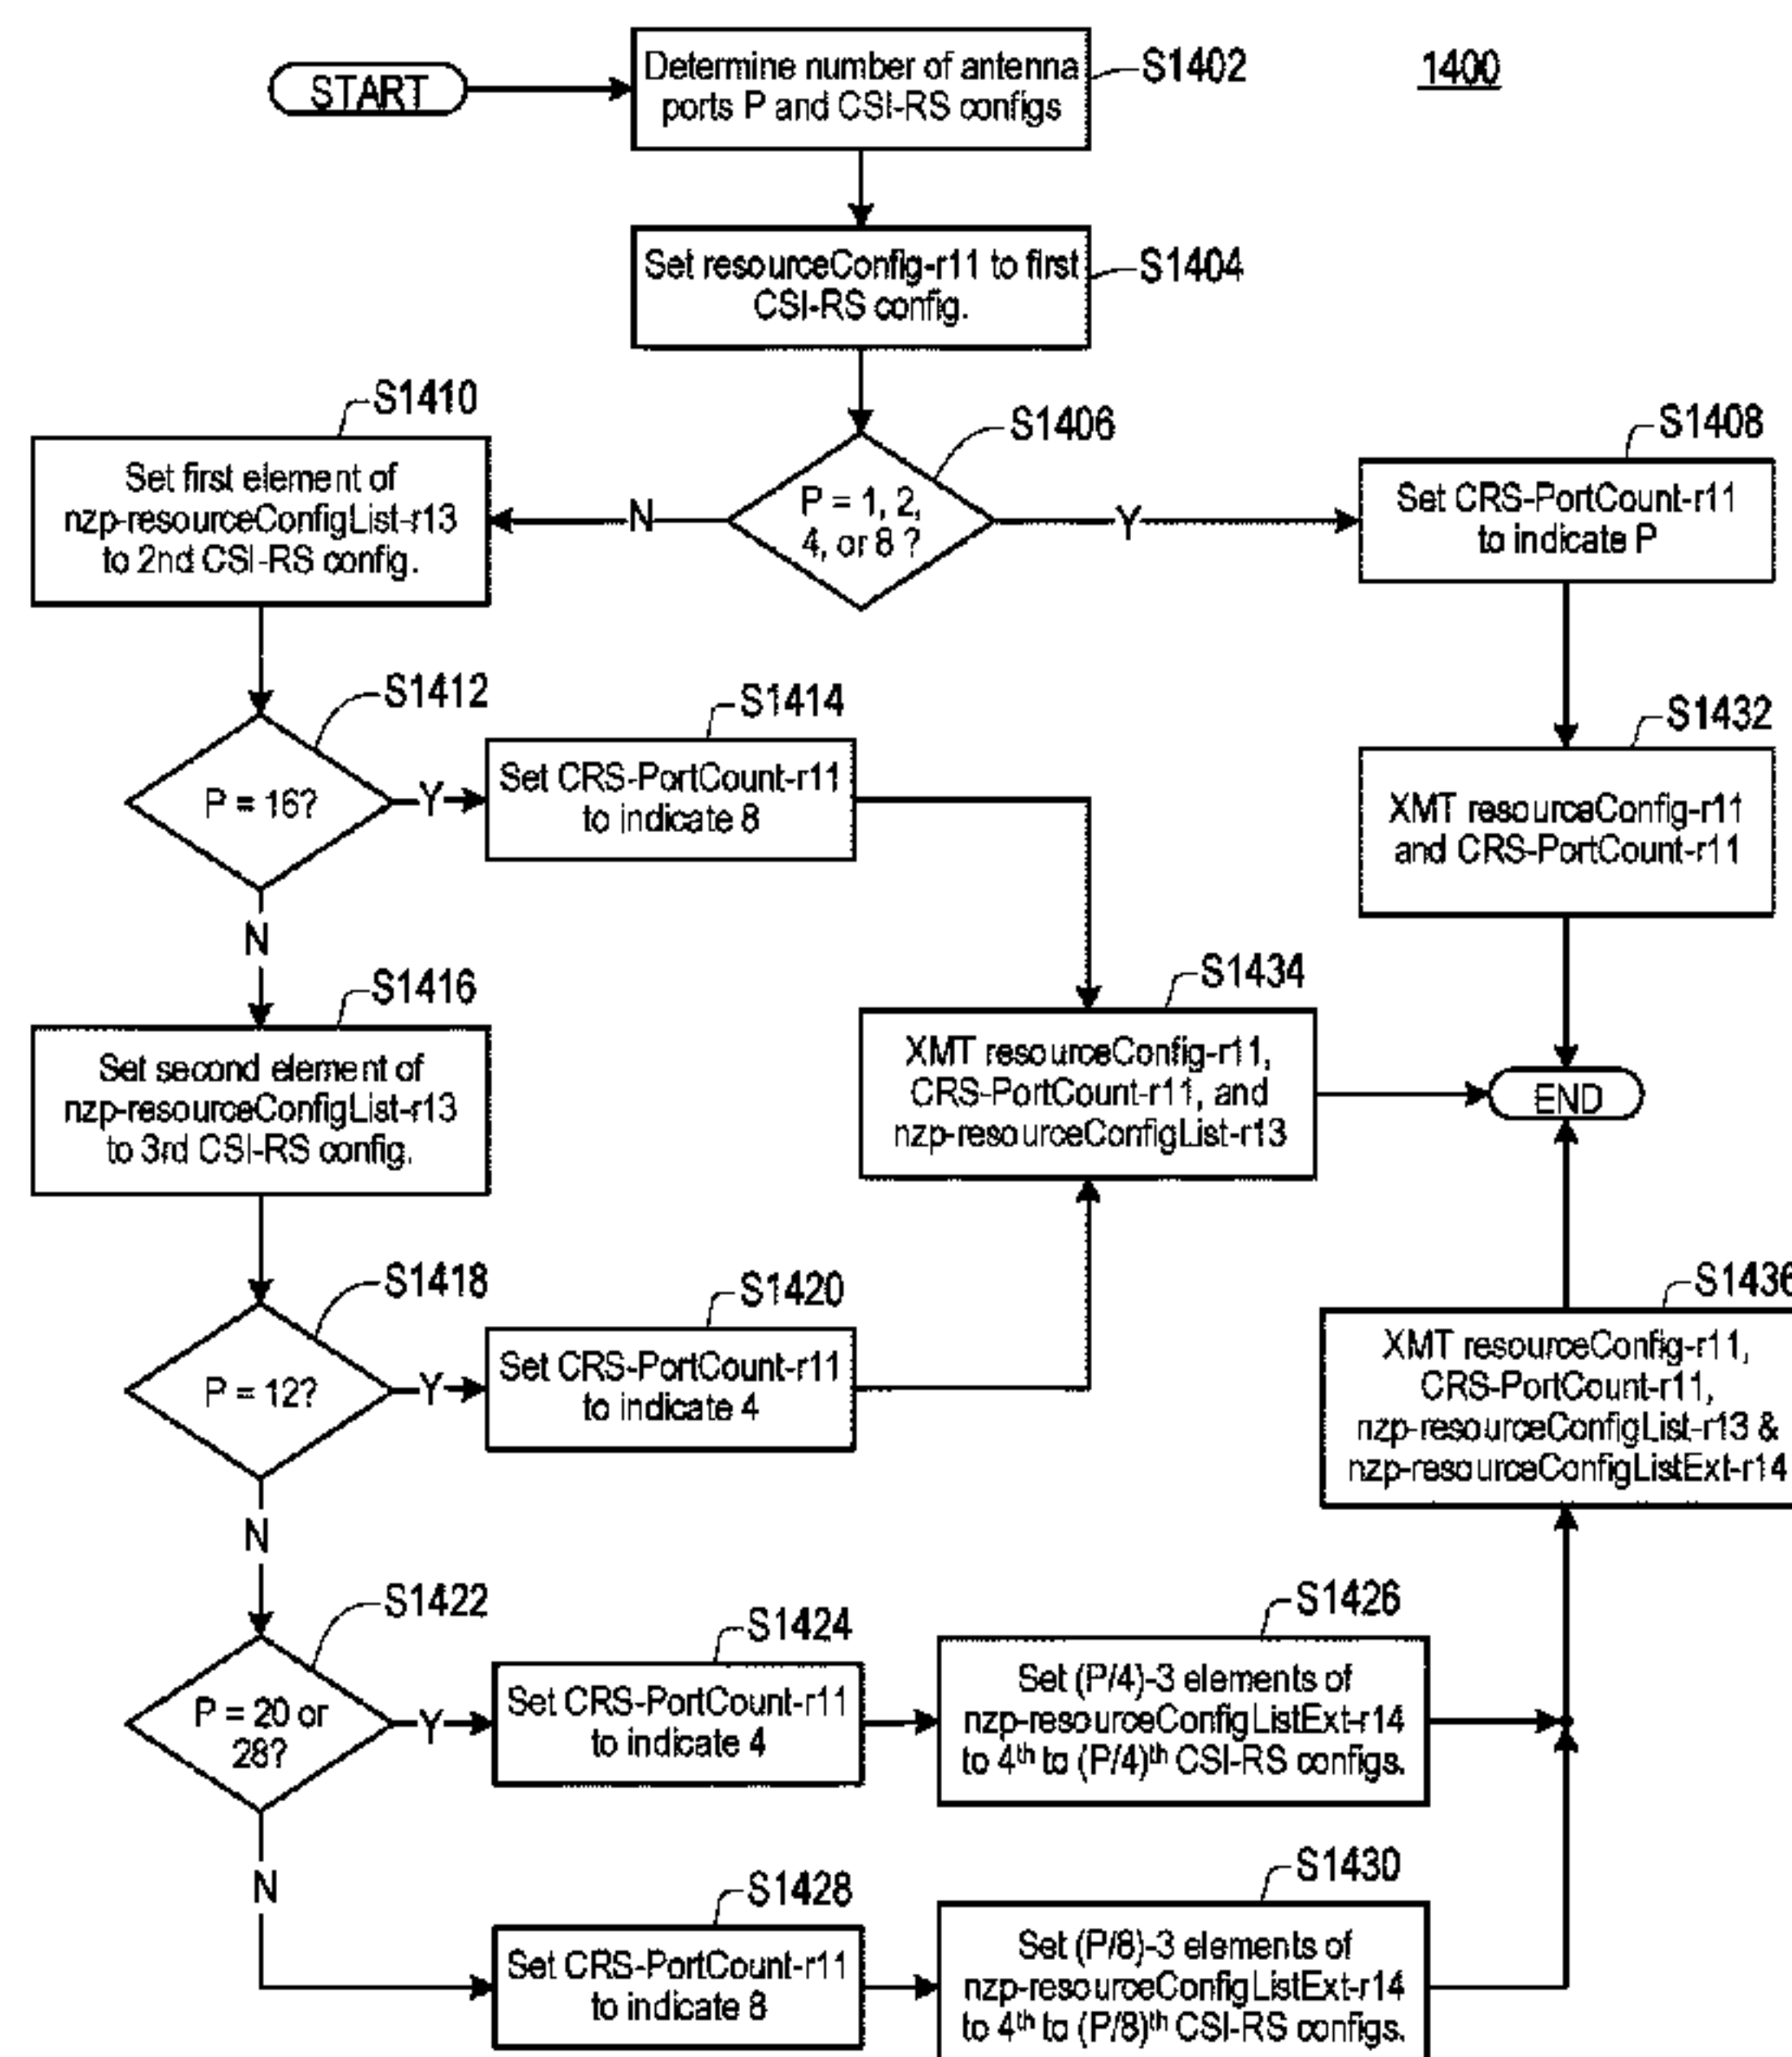 START
Determine number of antenna
ports P and CSI-RS configs
S1402
1400
Set resourceConfig-r11 to first
CSI-RS config.
S1404
S1410
Set first element of
nzp-resourceConfigList-r13
to 2nd CSI-RS config.
N
S1406
P = 1, 2,
4, or 8 ?
Y
S1408
Set CRS-PortCount-r11
to indicate P
S1412
P = 16?
Y
S1414
Set CRS-PortCount-r11
to indicate 8
S1432
XMT resourceConfig-r11
and CRS-PortCount-r11
N
S1416
Set second element of
nzp-resourceConfigList-r13
to 3rd CSI-RS config.
S1434
XMT resourceConfig-r11,
CRS-PortCount-r11, and
nzp-resourceConfigList-r13
END
S1418
P = 12?
Y
S1420
Set CRS-PortCount-r11
to indicate 4
S1436
XMT resourceConfig-r11,
CRS-PortCount-r11,
nzp-resourceConfigList-r13 &
nzp-resourceConfigListExt-r14
N
S1422
P = 20 or
28?
Y
S1424
Set CRS-PortCount-r11
to indicate 4
S1426
Set (P/4)-3 elements of
nzp-resourceConfigListExt-r14
to 4th to (P/4)th CSI-RS configs.
N
S1428
Set CRS-PortCount-r11
to indicate 8
S1430
Set (P/8)-3 elements of
nzp-resourceConfigListExt-r14
to 4th to (P/8)th CSI-RS configs.